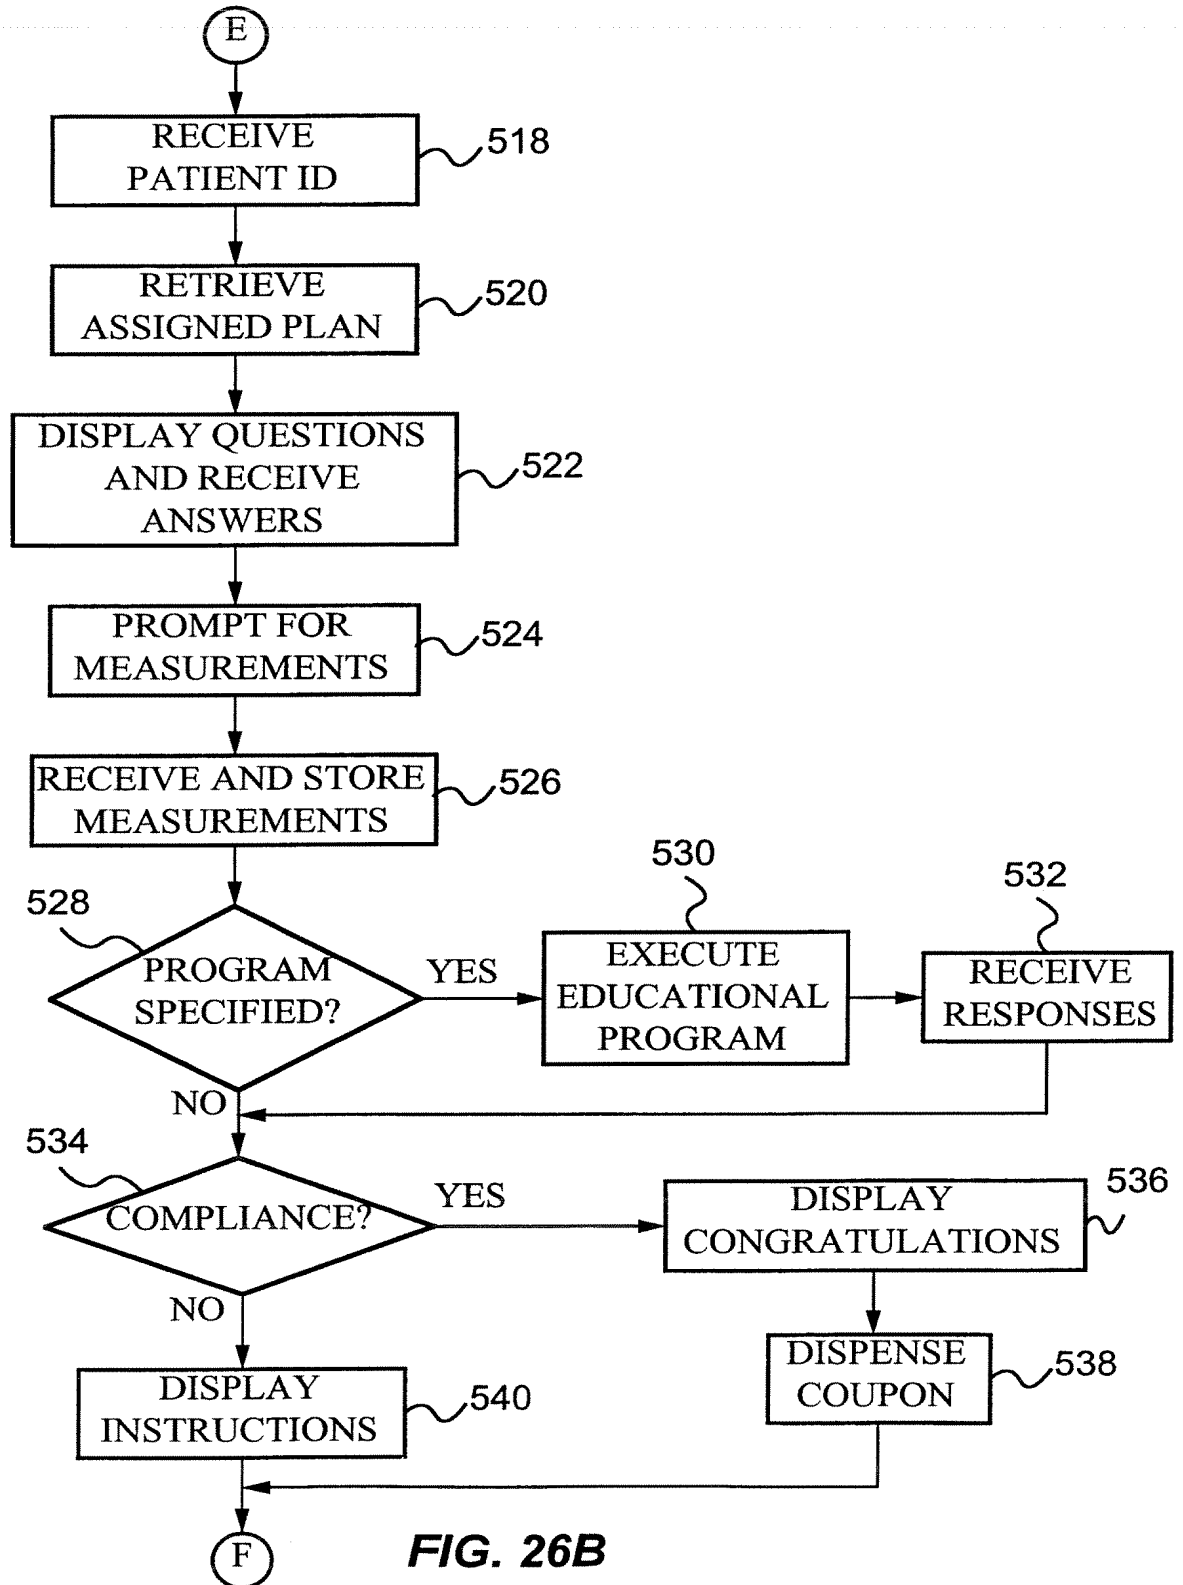 E
RECEIVE
PATIENT ID
518
RETRIEVE
ASSIGNED PLAN
520
DISPLAY QUESTIONS
AND RECEIVE
ANSWERS
522
PROMPT FOR
MEASUREMENTS
524
RECEIVE AND STORE
MEASUREMENTS
526
528
PROGRAM
SPECIFIED?
YES
530
EXECUTE
EDUCATIONAL
PROGRAM
532
RECEIVE
RESPONSES
NO
534
COMPLIANCE?
YES
DISPLAY
CONGRATULATIONS
536
NO
DISPENSE
COUPON
538
DISPLAY
INSTRUCTIONS
540
F
FIG. 26B